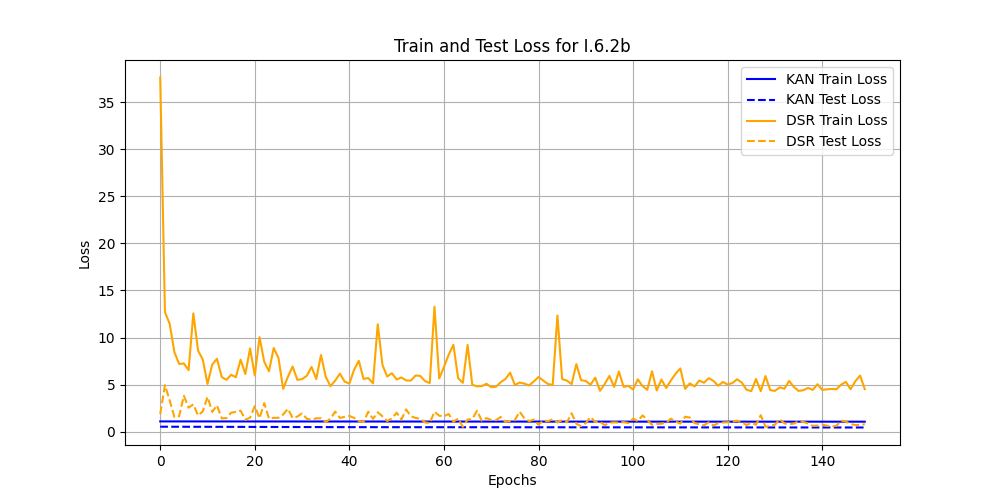 Train and Test Loss for I.6.2b
KAN Train Loss
KAN Test Loss
DSR Train Loss
DSR Test Loss
Loss
35
30
25
20
15
10
5
0
0 20 40 60 80 100 120 140
Epochs